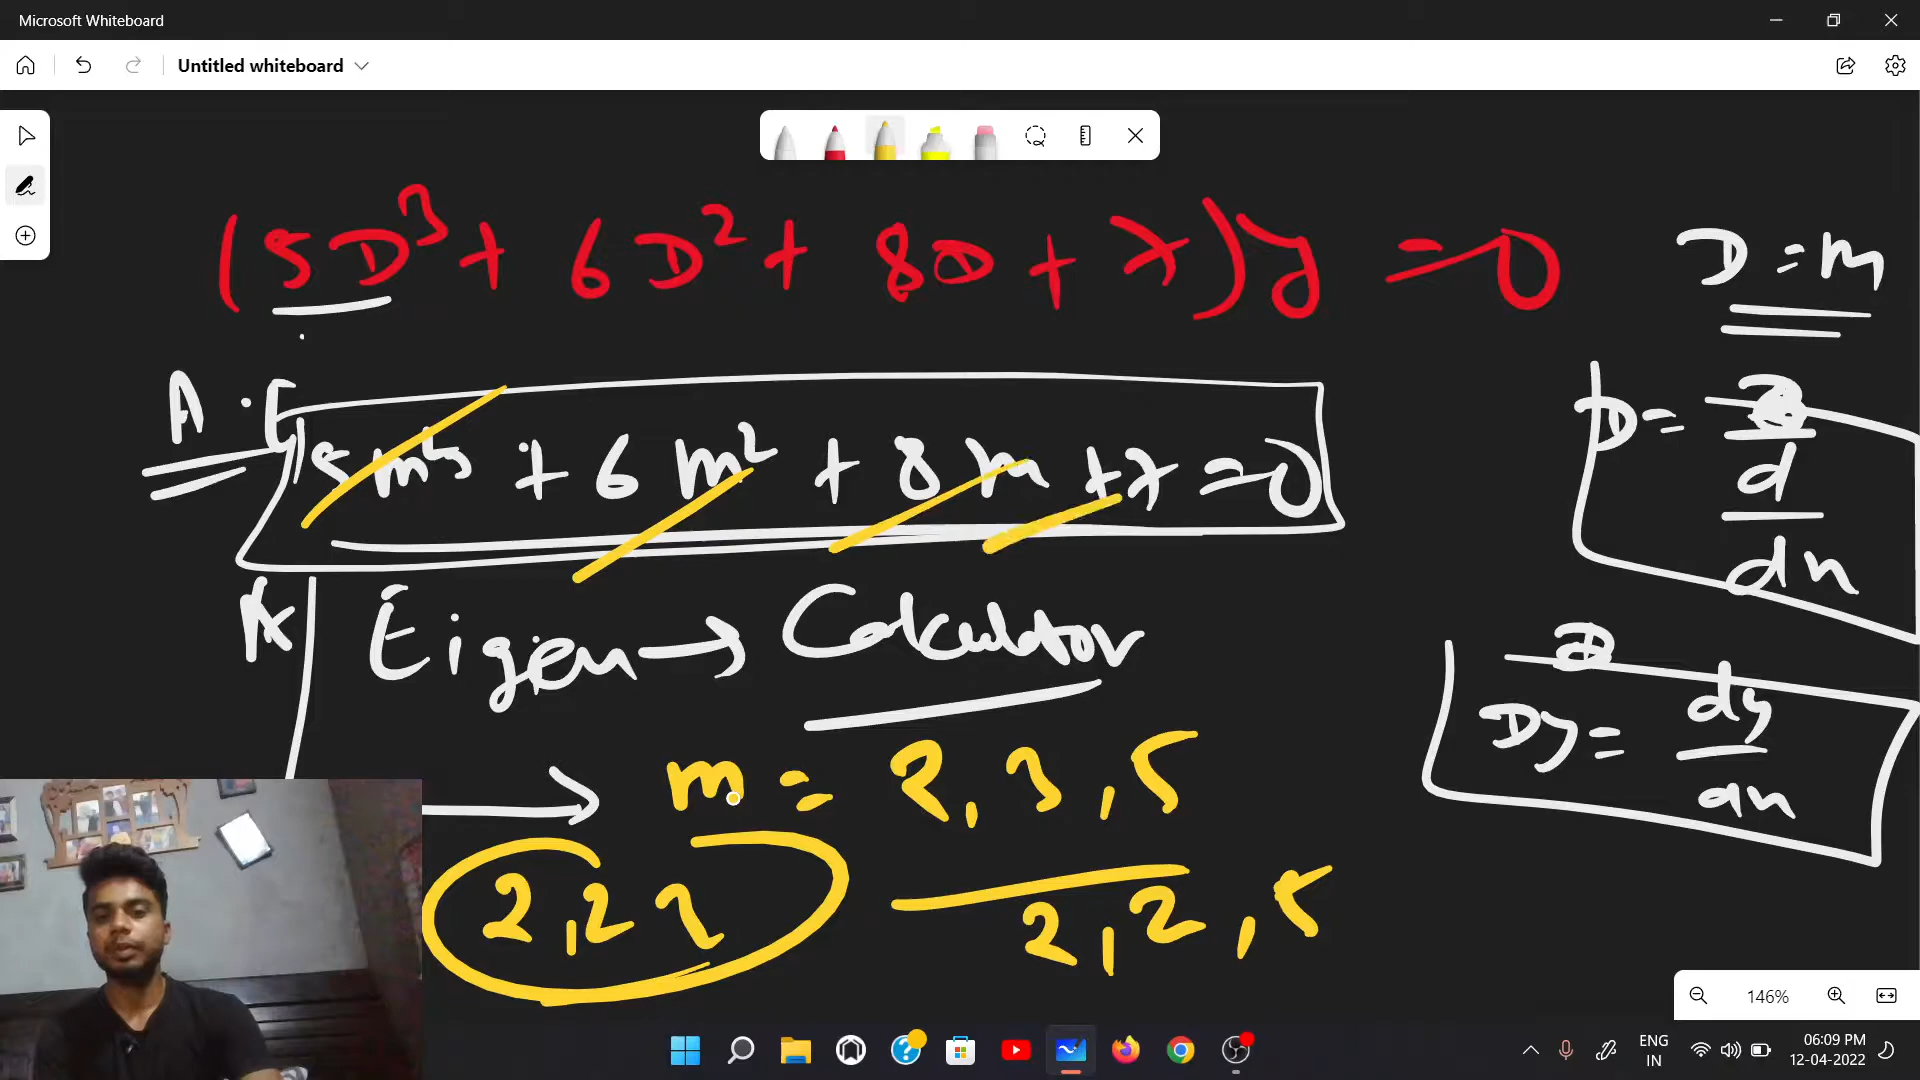 Microsoft Whiteboard
Untitled whiteboard
(5D³ + 6D² + 8D + 7)y = 0
D = m
A.E
5m³ + 6m² + 8m + 7 = 0
D = d/dx
Eigen → Calculator
Dy = dy/dx
m = 2, 3, 5
2, 2 2
2, 2, 5
146%
ENG
IN
06:09 PM
12-04-2022